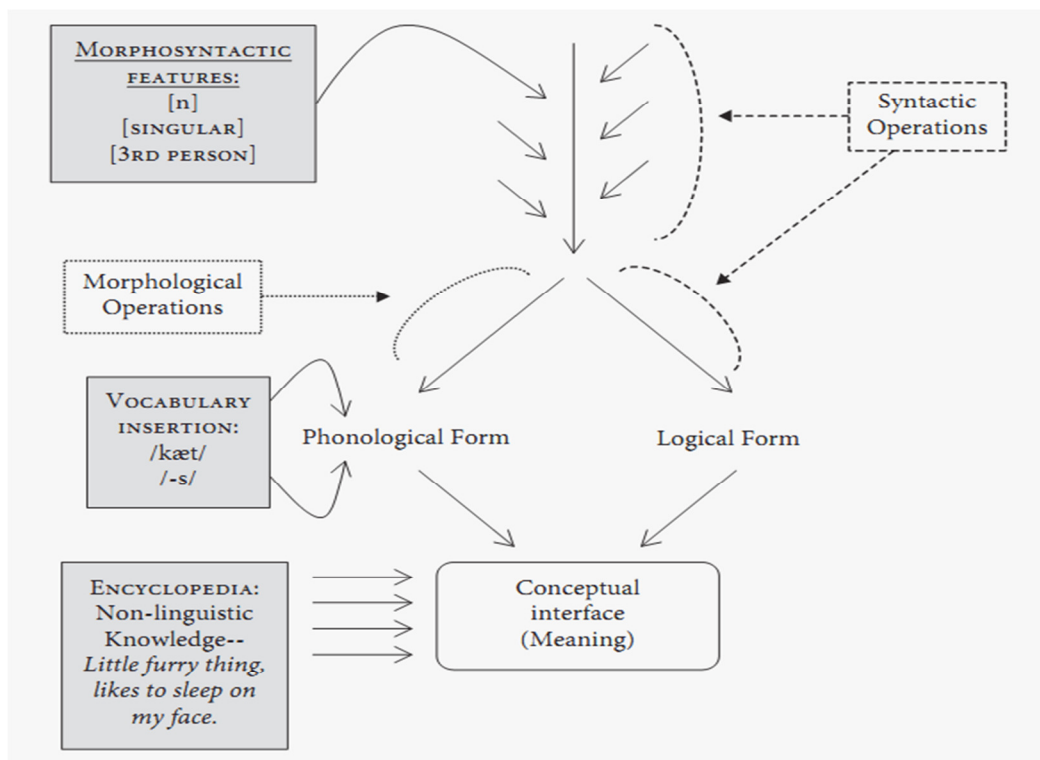 MORPHOSYNTACTIC
FEATURES:
[n]
[SINGULAR]
[3RD PERSON]
Syntactic
Operations
Morphological
Operations
VOCABULARY
INSERTION:
/kæt/
/-s/
Phonological Form
Logical Form
ENCYCLOPEDIA:
Non-linguistic
Knowledge--
Little furry thing,
likes to sleep on
my face.
Conceptual
interface
(Meaning)